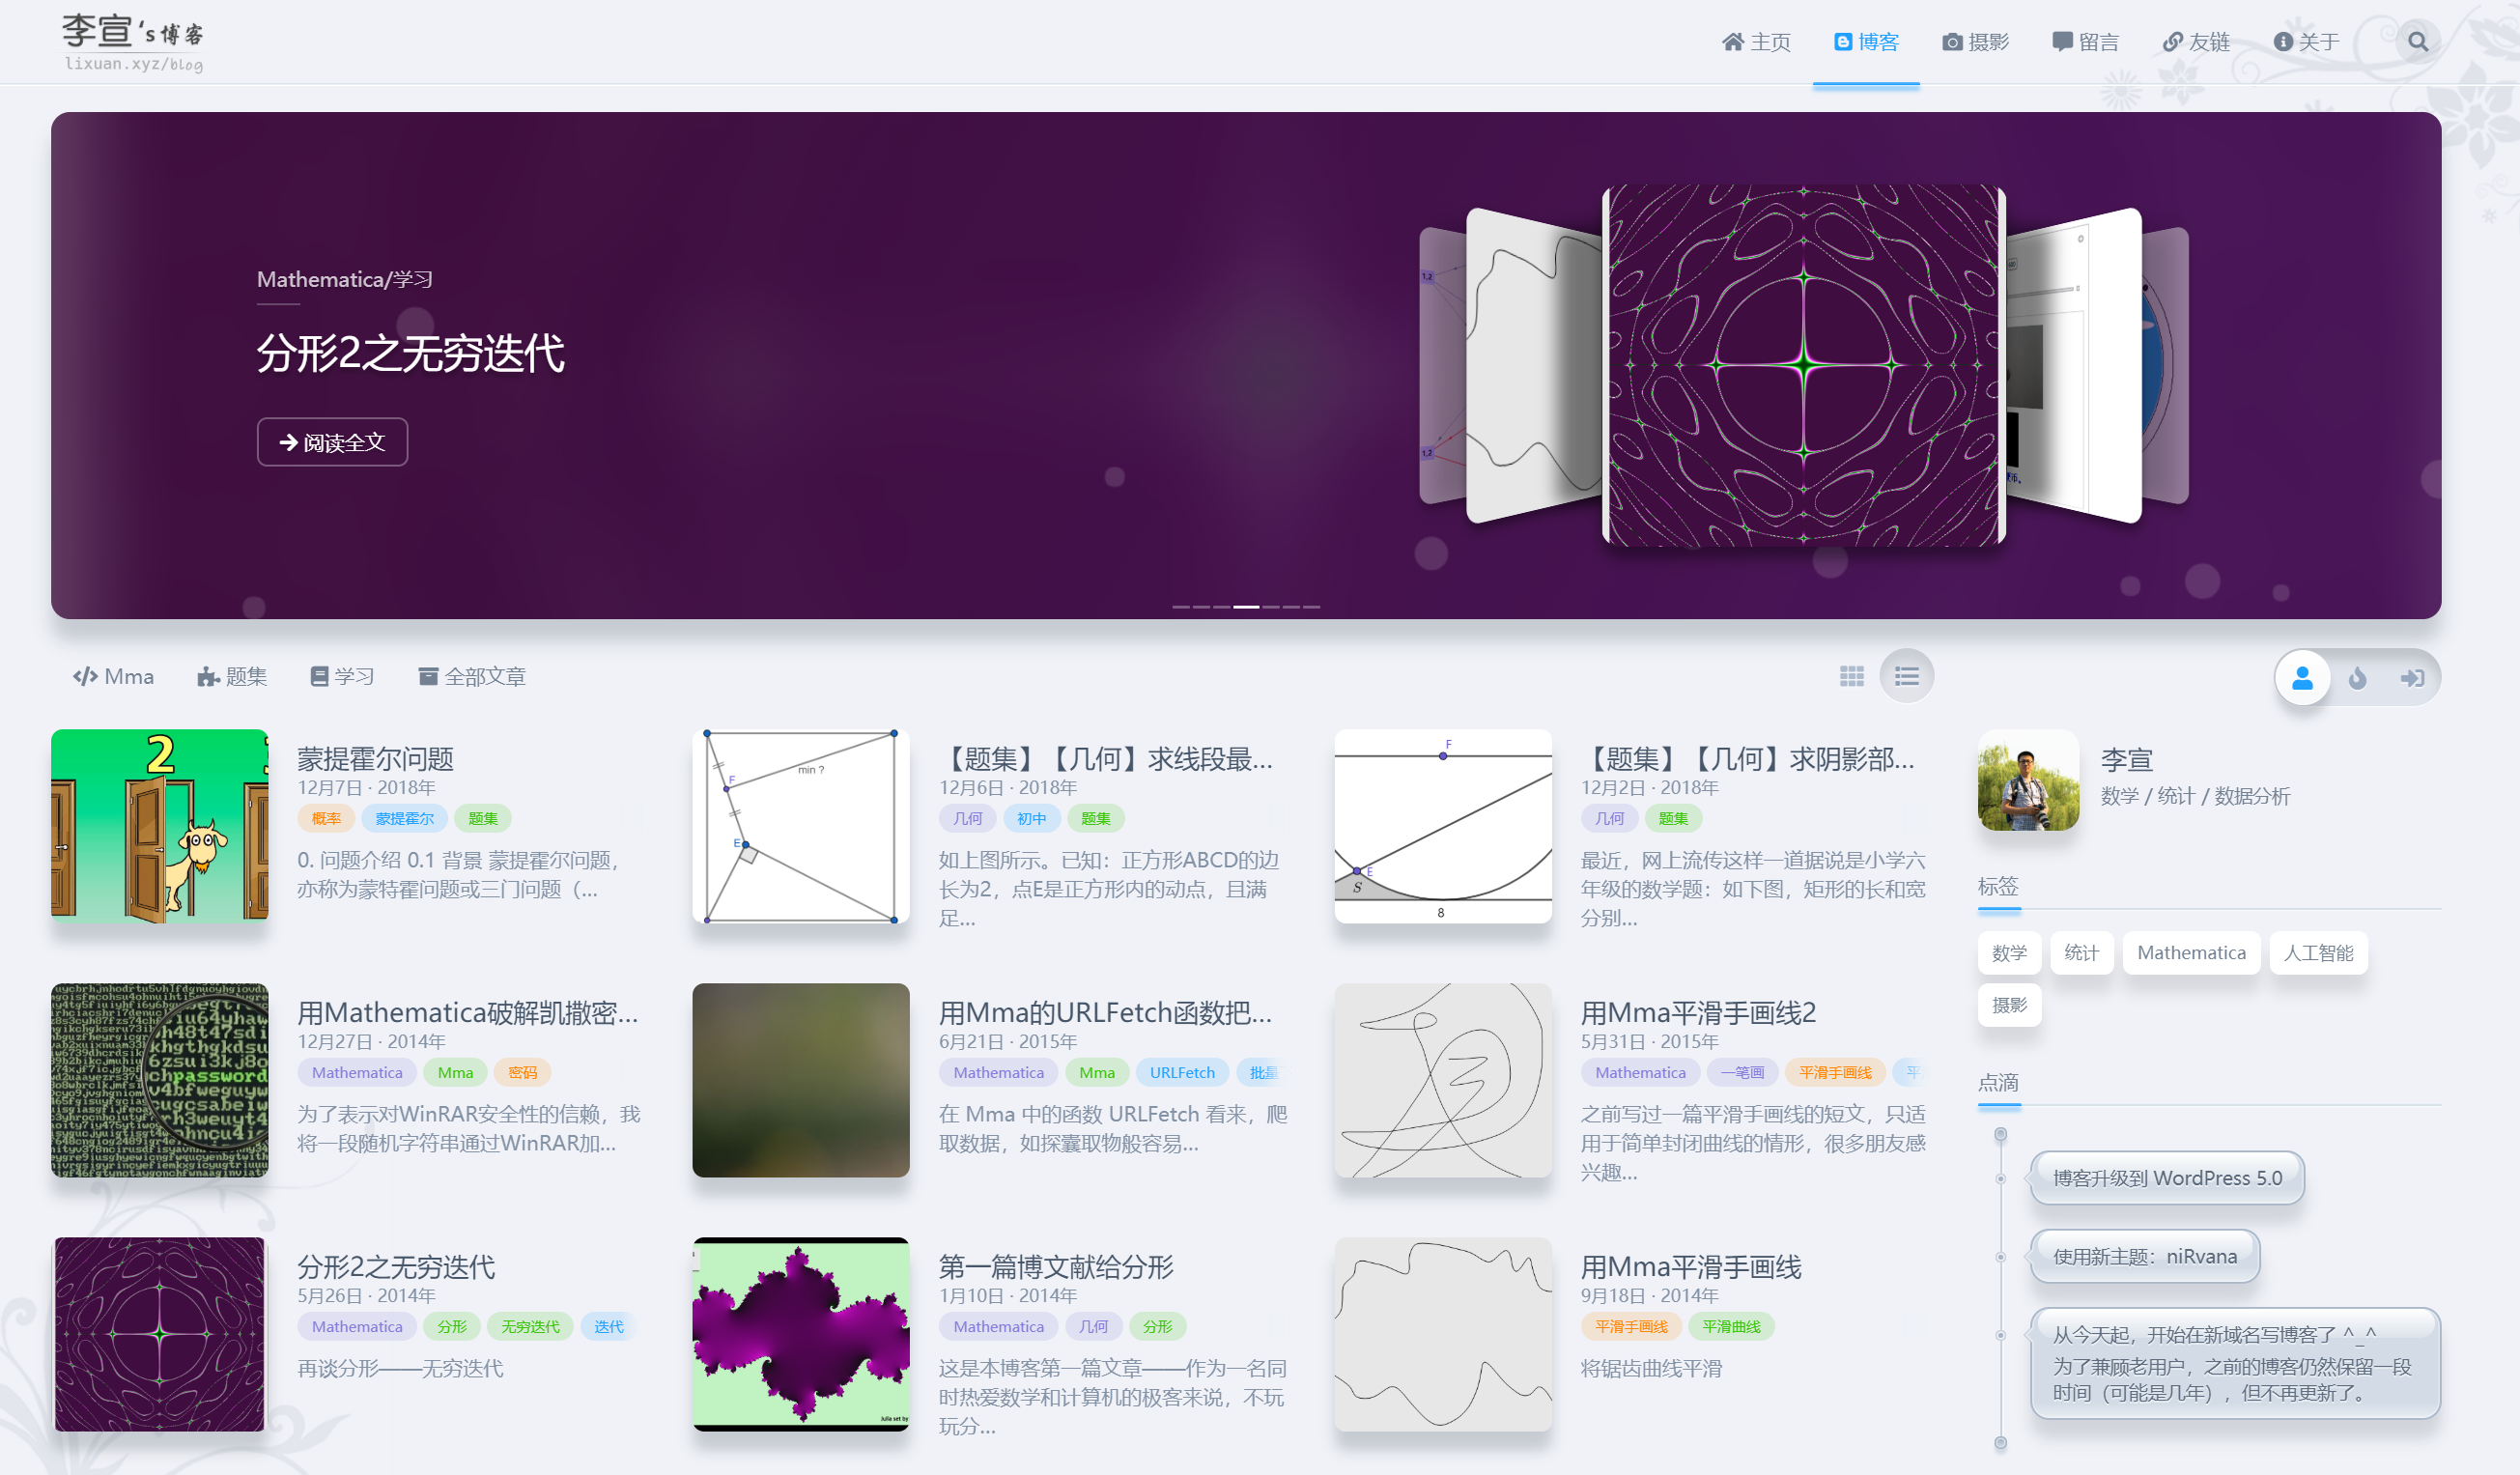 李宣‘s博客
lixuan.xyz/blog
主页
博客
摄影
留言
友链
关于
Mathematica/学习
分形2之无穷迭代
阅读全文
Mma
题集
学习
全部文章
2
蒙提霍尔问题
12月7日 · 2018年
概率 蒙提霍尔 题集
0. 问题介绍 0.1 背景 蒙提霍尔问题，
亦称为蒙特霍问题或三门问题（...
min ?
F
E
【题集】【几何】求线段最...
12月6日 · 2018年
几何 初中 题集
如上图所示。已知：正方形ABCD的边
长为2，点E是正方形内的动点，且满
足...
F
E
S
8
【题集】【几何】求阴影部...
12月2日 · 2018年
几何 题集
最近，网上流传这样一道据说是小学六
年级的数学题：如下图，矩形的长和宽
分别...
password
用Mathematica破解凯撒密...
12月27日 · 2014年
Mathematica Mma 密码
为了表示对WinRAR安全性的信赖，我
将一段随机字符串通过WinRAR加...
用Mma的URLFetch函数把...
6月21日 · 2015年
Mathematica Mma URLFetch 批量
在 Mma 中的函数 URLFetch 看来，爬
取数据，如探囊取物般容易...
用Mma平滑手画线2
5月31日 · 2015年
Mathematica 一笔画 平滑手画线
之前写过一篇平滑手画线的短文，只适
用于简单封闭曲线的情形，很多朋友感
兴趣...
分形2之无穷迭代
5月26日 · 2014年
Mathematica 分形 无穷迭代 迭代
再谈分形——无穷迭代
Julia set by
第一篇博文献给分形
1月10日 · 2014年
Mathematica 几何 分形
这是本博客第一篇文章——作为一名同
时热爱数学和计算机的极客来说，不玩
玩分...
用Mma平滑手画线
9月18日 · 2014年
平滑手画线 平滑曲线
将锯齿曲线平滑
李宣
数学 / 统计 / 数据分析
标签
数学 统计 Mathematica 人工智能
摄影
点滴
博客升级到 WordPress 5.0
使用新主题：niRvana
从今天起，开始在新域名写博客了 ^_^
为了兼顾老用户，之前的博客仍然保留一段
时间（可能是几年），但不再更新了。